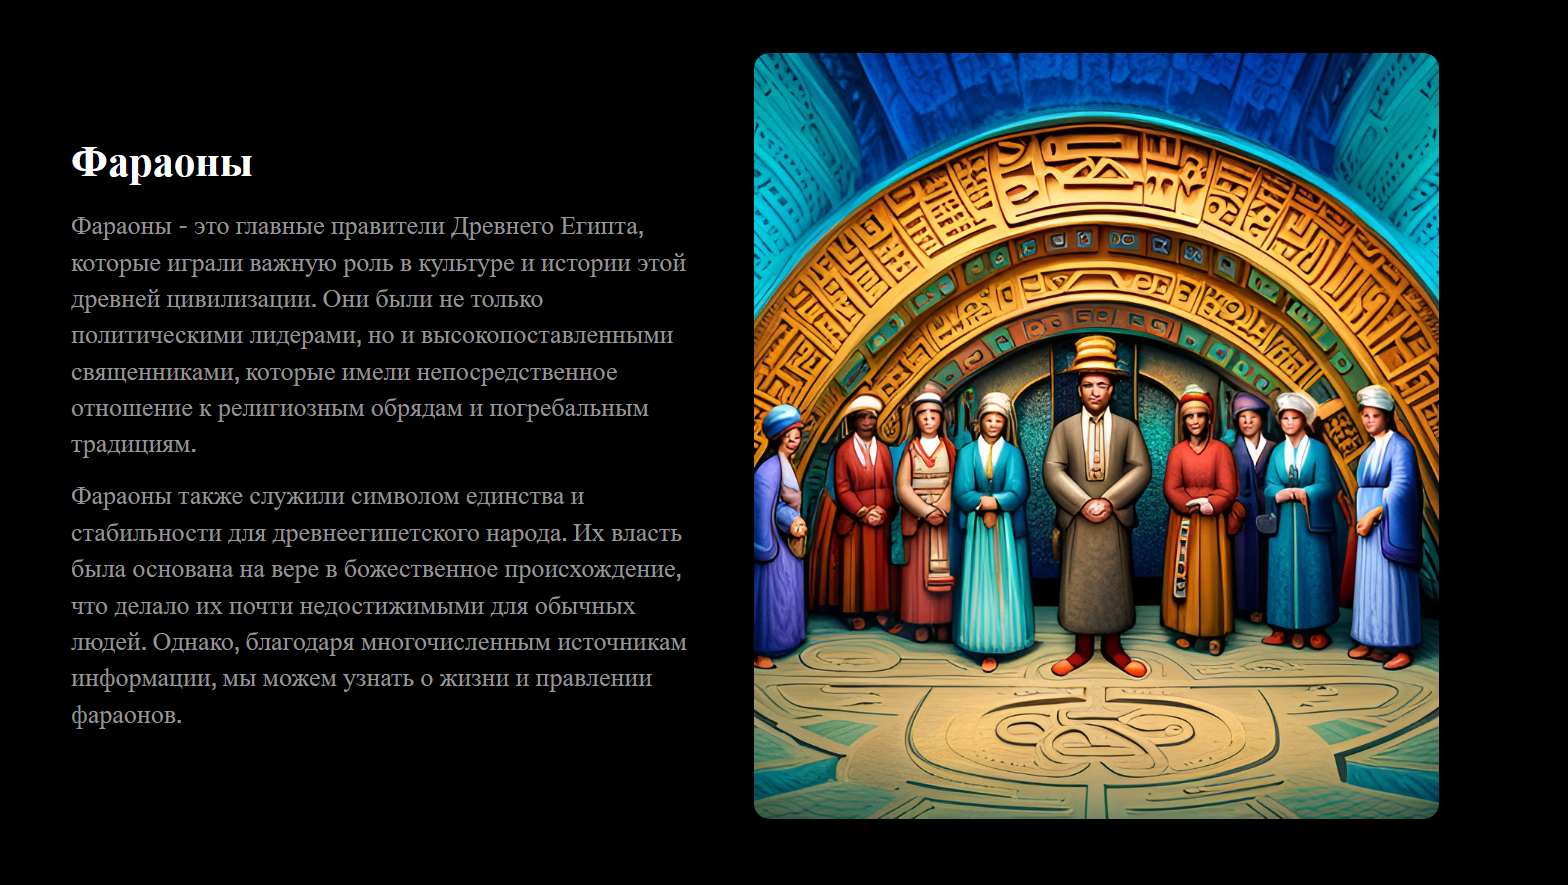 Фараоны
Фараоны - это главные правители Древнего Египта,
которые играли важную роль в культуре и истории этой
древней цивилизации. Они были не только
политическими лидерами, но и высокопоставленными
священниками, которые имели непосредственное
отношение к религиозным обрядам и погребальным
традициям.
Фараоны также служили символом единства и
стабильности для древнеегипетского народа. Их власть
была основана на вере в божественное происхождение,
что делало их почти недостижимыми для обычных
людей. Однако, благодаря многочисленным источникам
информации, мы можем узнать о жизни и правлении
фараонов.